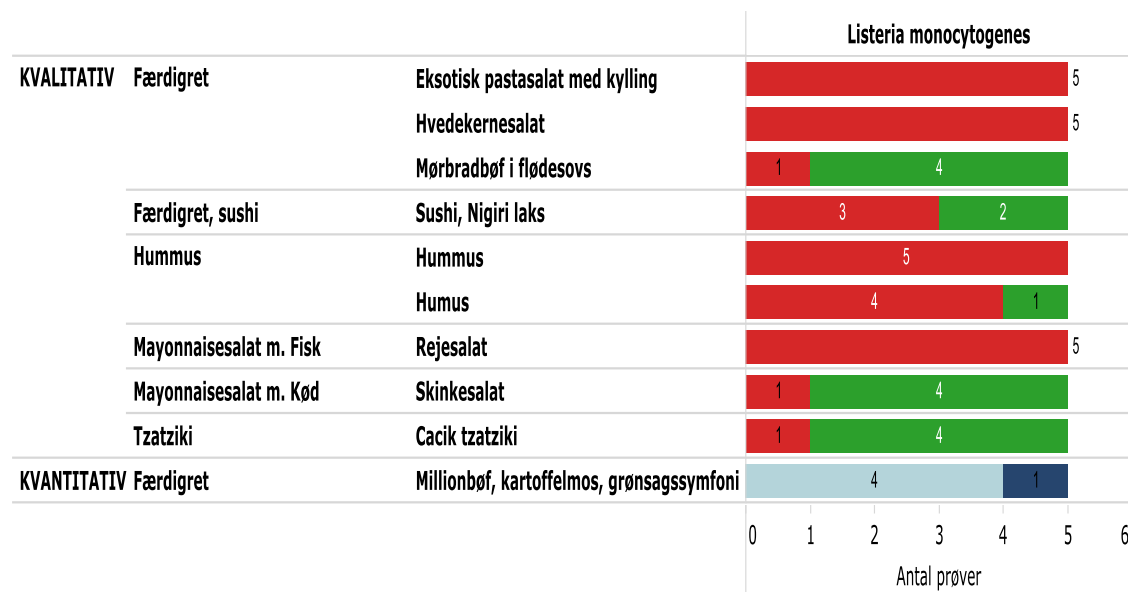 Listeria monocytogenes
KVALITATIV Færdigret Eksotisk pastasalat med kylling 5
Hvedekernesalat 5
Mørbradbøf i flødesovs 1 4
Færdigret, sushi Sushi, Nigiri laks 3 2
Hummus Hummus 5
Humus 4 1
Mayonnaisesalat m. Fisk Rejesalat 5
Mayonnaisesalat m. Kød Skinkesalat 1 4
Tzatziki Cacik tzatziki 1 4
KVANTITATIV Færdigret Millionbøf, kartoffelmos, grønsagssymfoni 4 1
0 1 2 3 4 5 6
Antal prøver